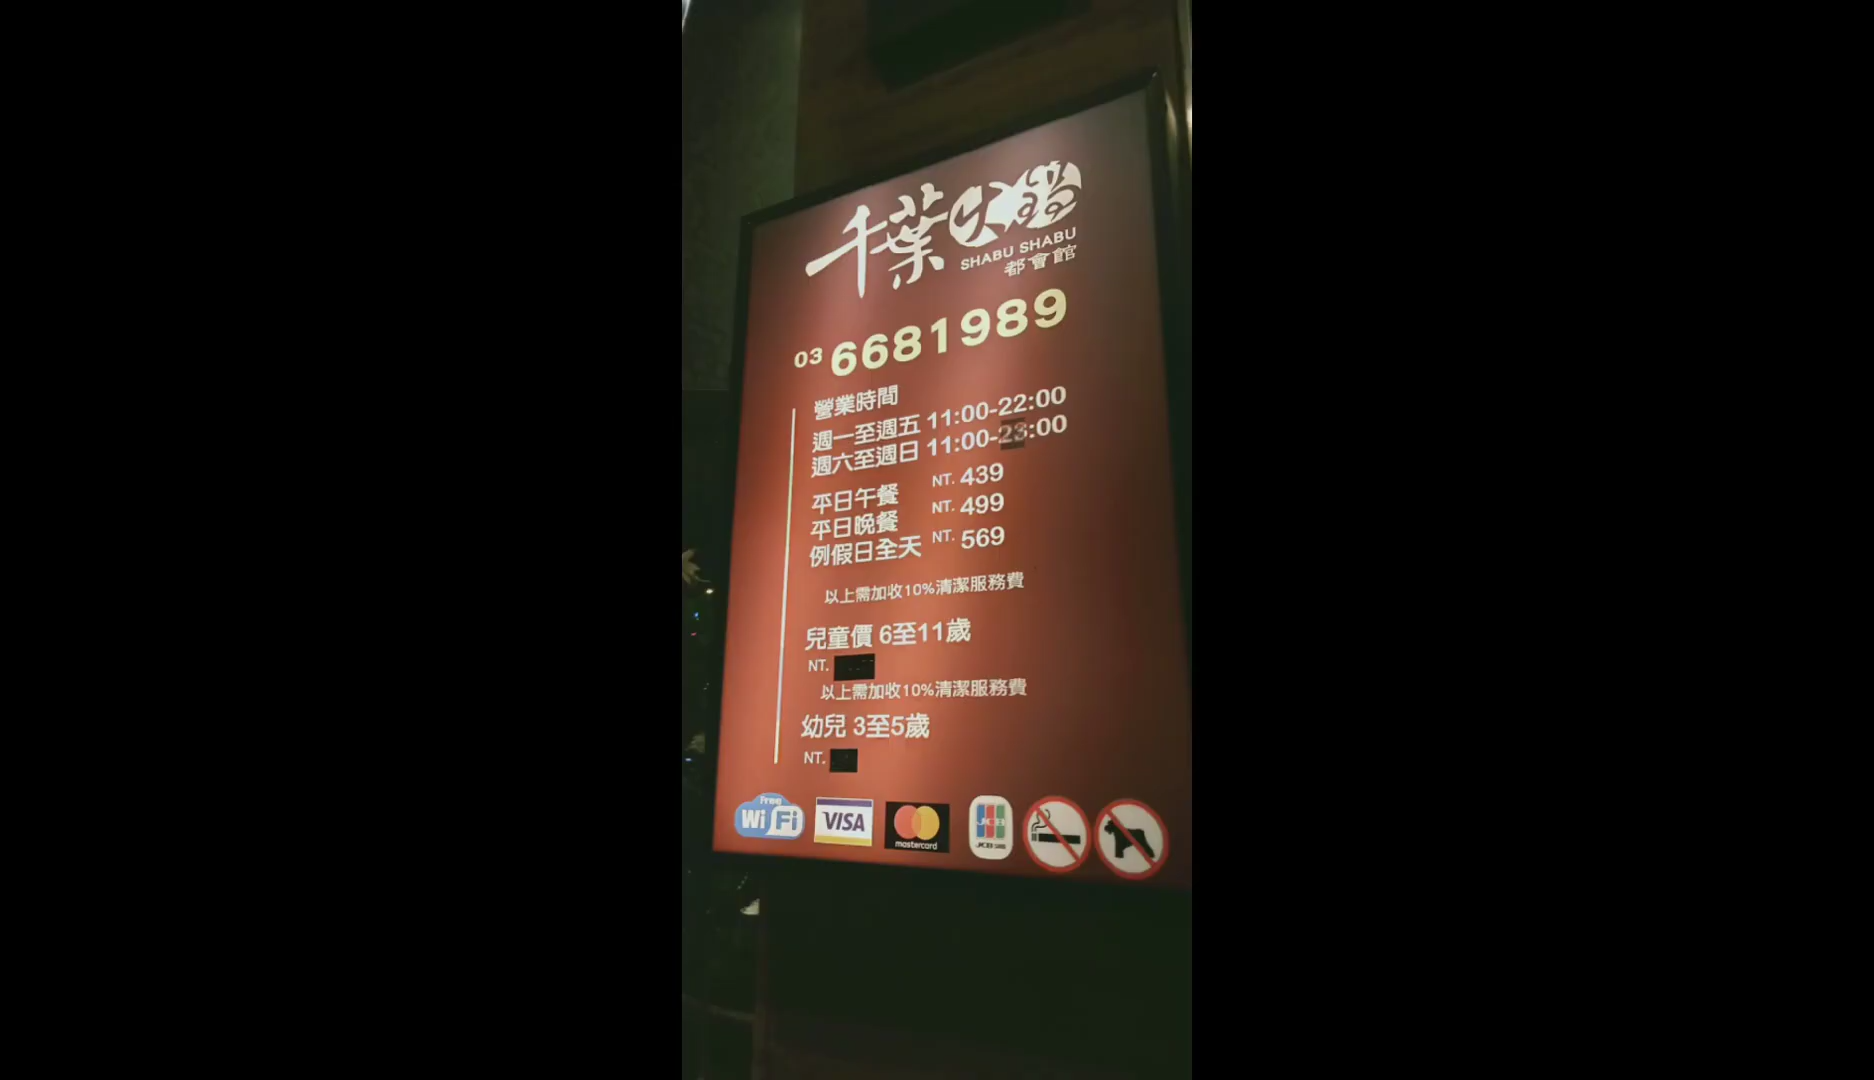 千葉火鍋
SHABU SHABU
都會館
03 6681989
營業時間
週一至週五 11:00-22:00
週六至週日 11:00-23:00
平日午餐 NT. 439
平日晚餐 NT. 499
例假日全天 NT. 569
以上需加收10%清潔服務費
兒童價 6至11歲
NT.
以上需加收10%清潔服務費
幼兒 3至5歲
NT.
Free
Wi Fi
VISA
mastercard
JCB